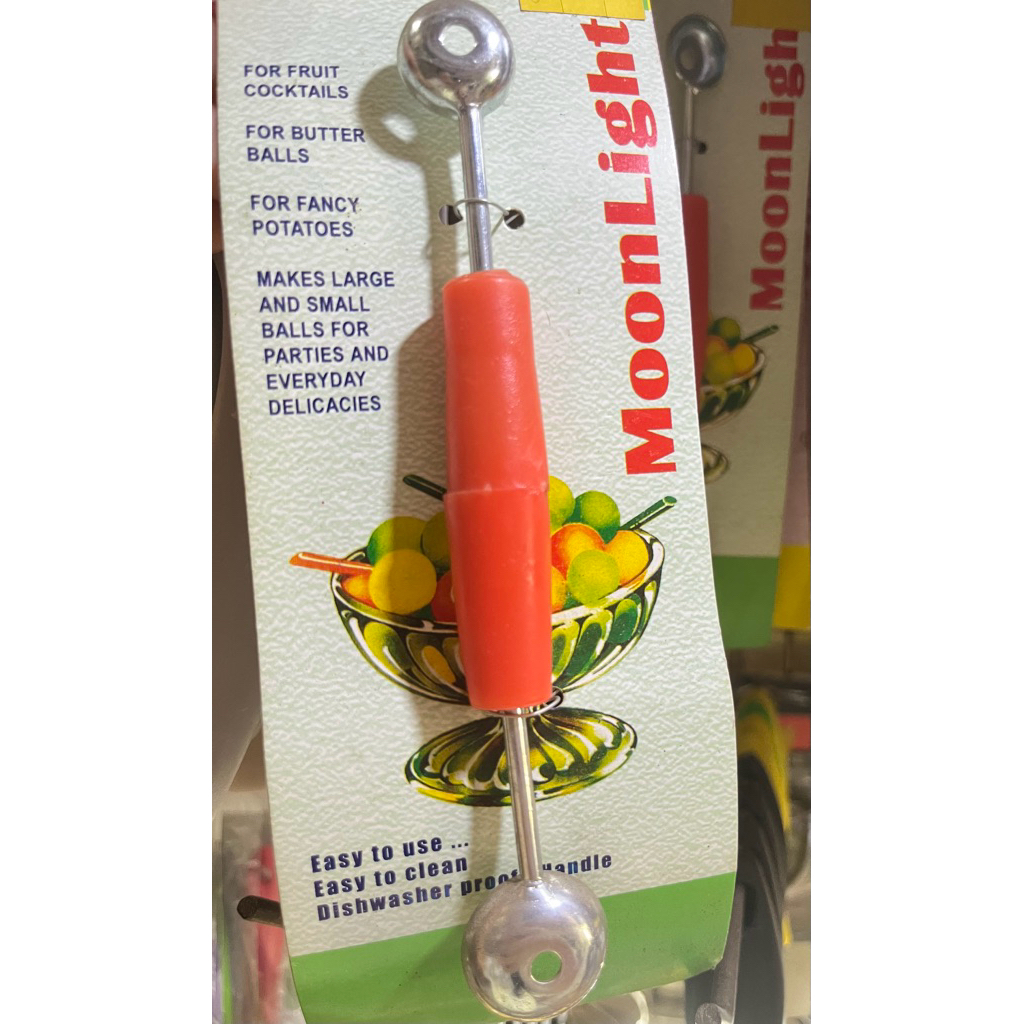 FOR FRUIT
COCKTAILS
FOR BUTTER
BALLS
FOR FANCY
POTATOES
MAKES LARGE
AND SMALL
BALLS FOR
PARTIES AND
EVERYDAY
DELICACIES
MoonLight
MoonLigh
Easy to use ...
Easy to clean
Dishwasher proof Handle